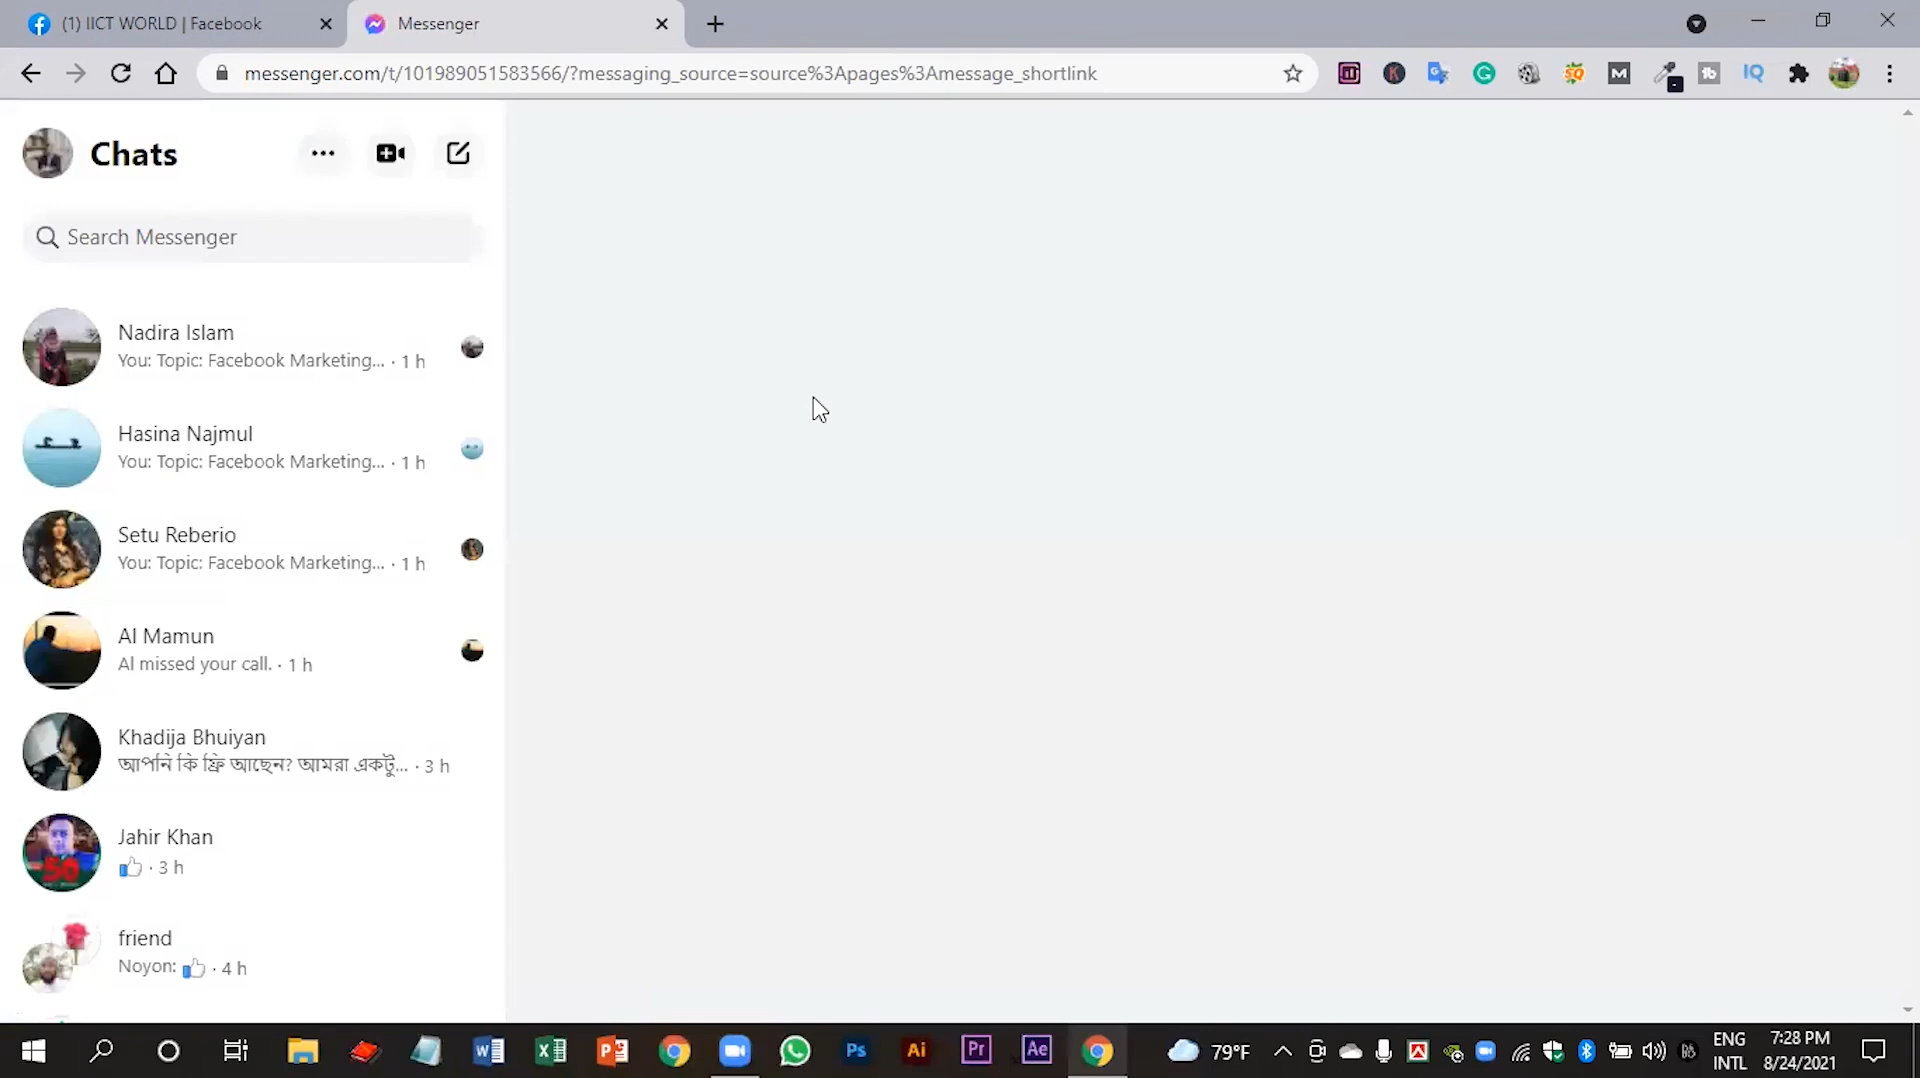 (1) IICT WORLD | Facebook
Messenger
messenger.com/t/101989051583566/?messaging_source=source%3Apages%3Amessage_shortlink
Chats
Search Messenger
Nadira Islam
You: Topic: Facebook Marketing... · 1 h
Hasina Najmul
You: Topic: Facebook Marketing... · 1 h
Setu Reberio
You: Topic: Facebook Marketing... · 1 h
Al Mamun
Al missed your call. · 1 h
Khadija Bhuiyan
আপনি কি ফ্রি আছেন? আমরা একটু... · 3 h
Jahir Khan
· 3 h
friend
Noyon: · 4 h
79°F
ENG
INTL
7:28 PM
8/24/2021